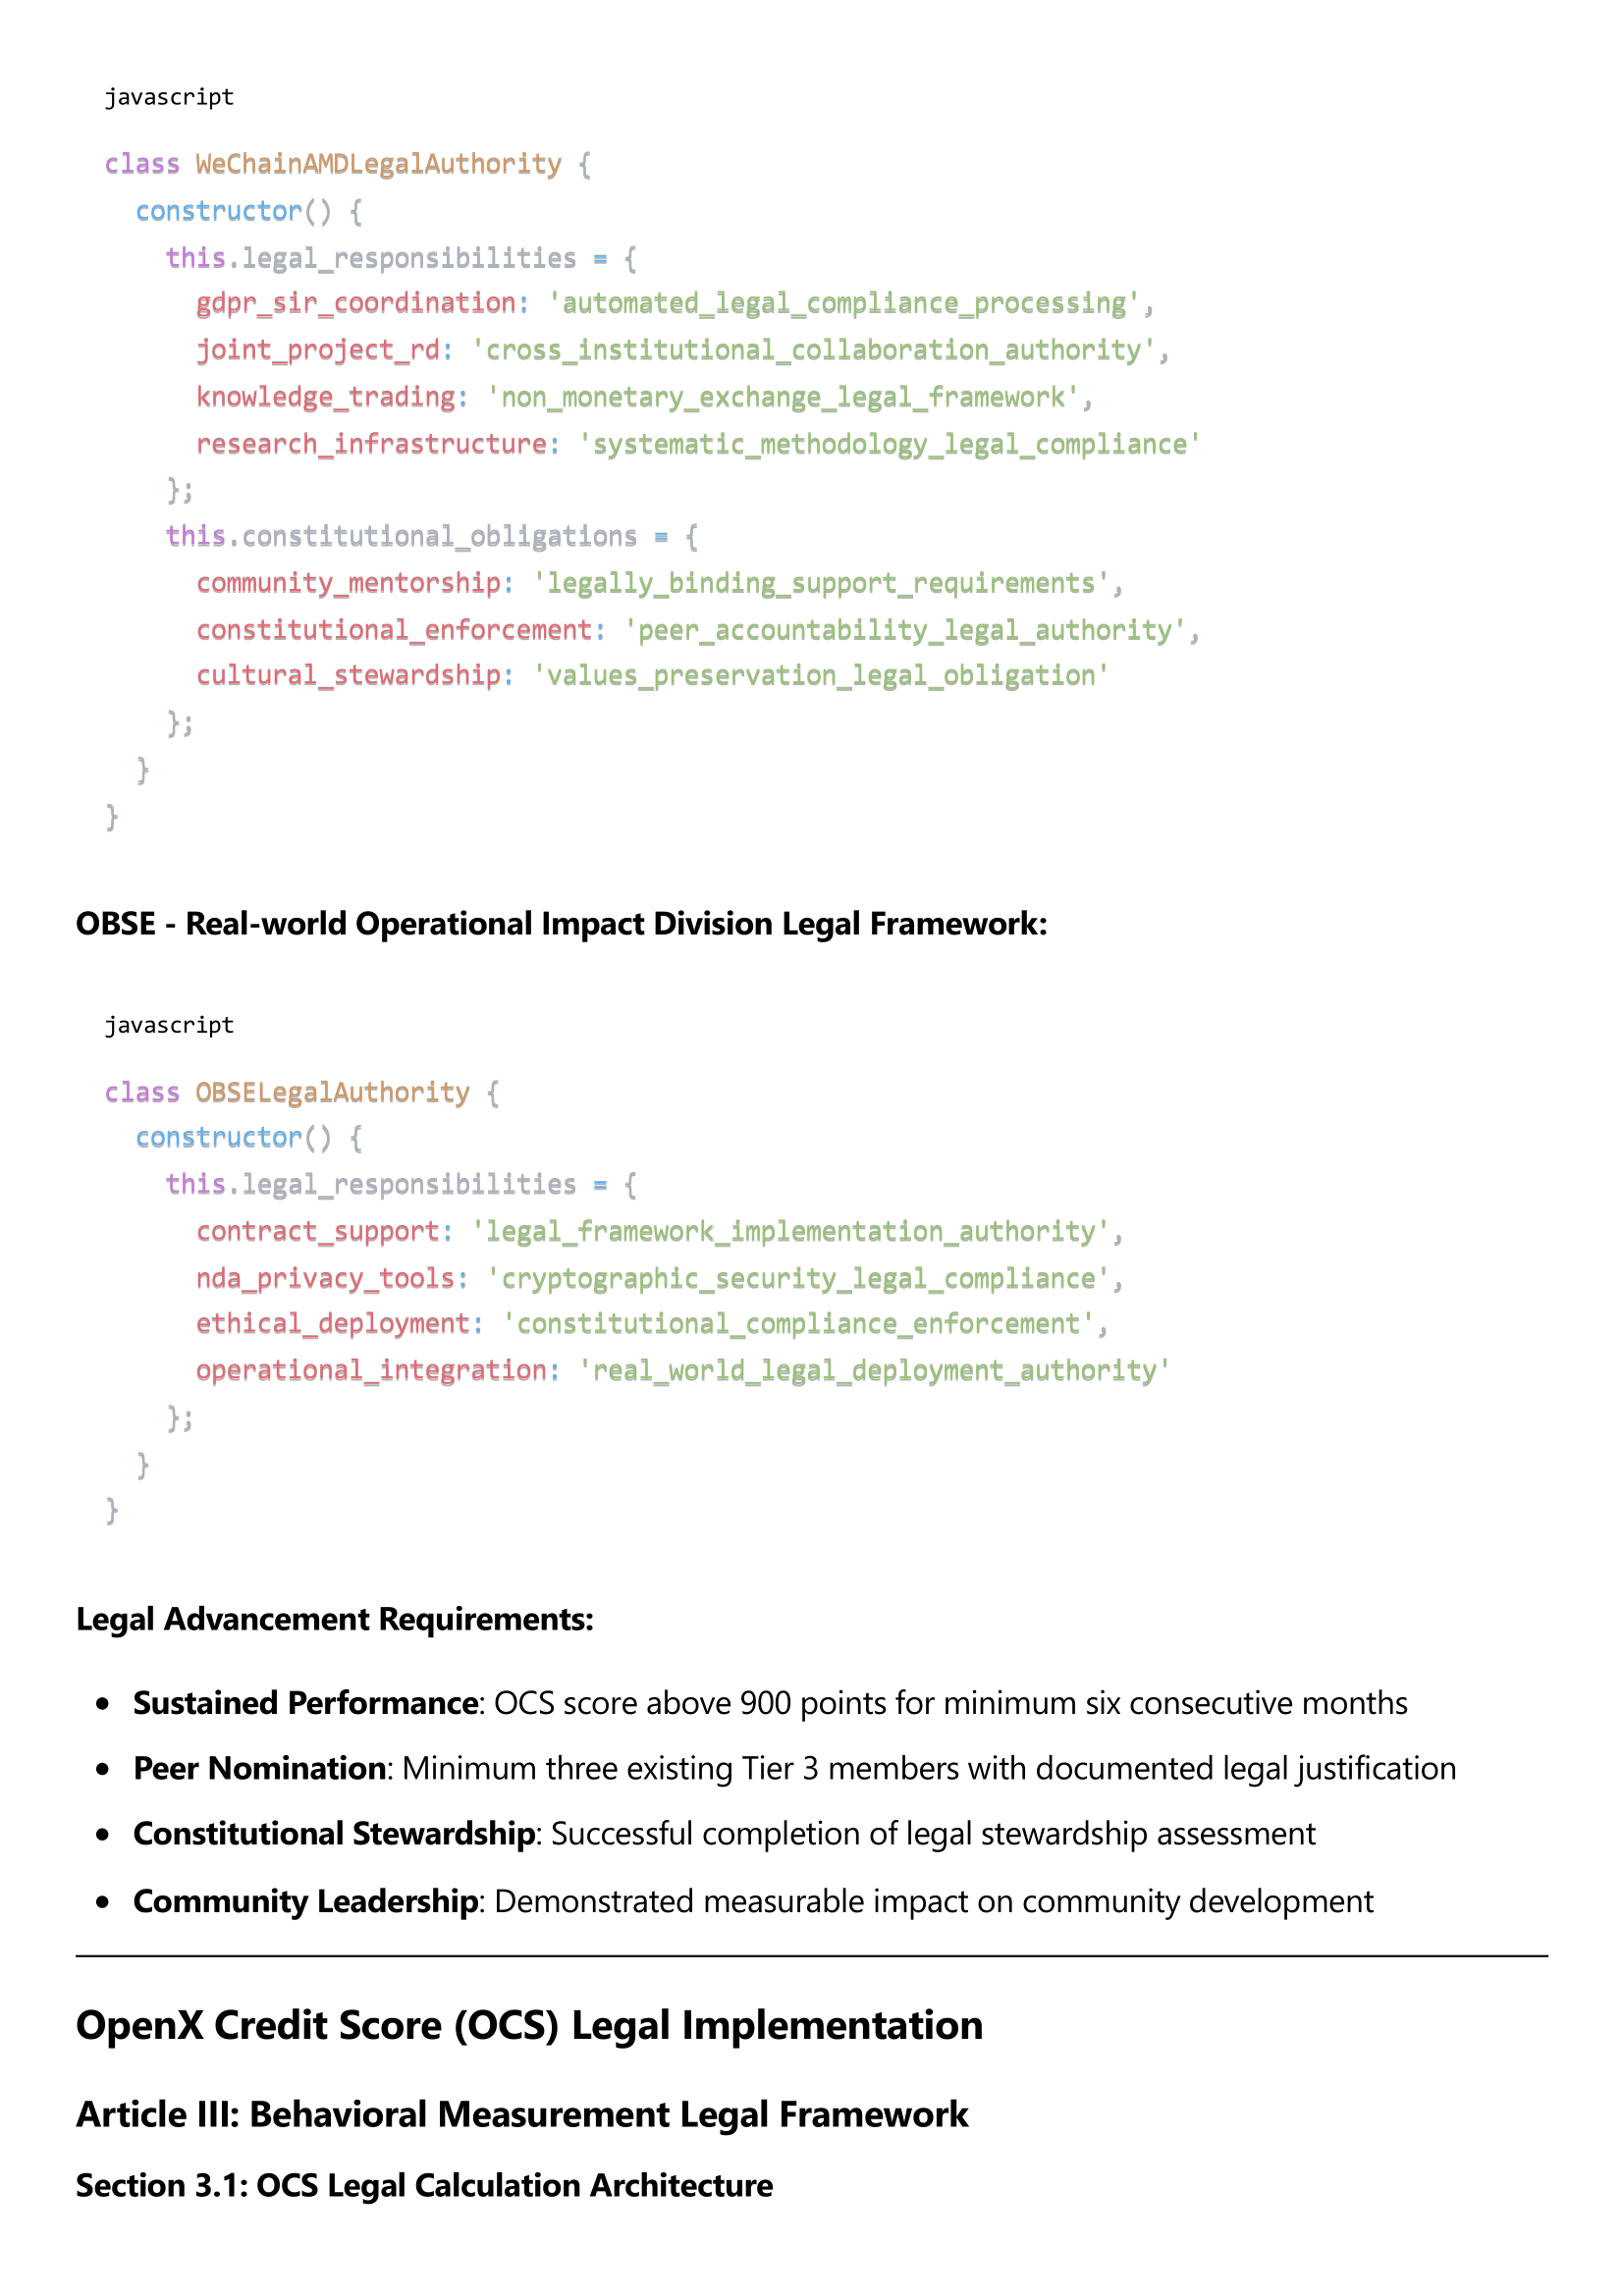 javascript
class WeChainAMDLegalAuthority {
  constructor() {
    this.legal_responsibilities = {
      gdpr_sir_coordination: 'automated_legal_compliance_processing',
      joint_project_rd: 'cross_institutional_collaboration_authority',
      knowledge_trading: 'non_monetary_exchange_legal_framework',
      research_infrastructure: 'systematic_methodology_legal_compliance'
    };
    this.constitutional_obligations = {
      community_mentorship: 'legally_binding_support_requirements',
      constitutional_enforcement: 'peer_accountability_legal_authority',
      cultural_stewardship: 'values_preservation_legal_obligation'
    };
  }
}
OBSE - Real-world Operational Impact Division Legal Framework:
javascript
class OBSELegalAuthority {
  constructor() {
    this.legal_responsibilities = {
      contract_support: 'legal_framework_implementation_authority',
      nda_privacy_tools: 'cryptographic_security_legal_compliance',
      ethical_deployment: 'constitutional_compliance_enforcement',
      operational_integration: 'real_world_legal_deployment_authority'
    };
  }
}
Legal Advancement Requirements:
• Sustained Performance: OCS score above 900 points for minimum six consecutive months
• Peer Nomination: Minimum three existing Tier 3 members with documented legal justification
• Constitutional Stewardship: Successful completion of legal stewardship assessment
• Community Leadership: Demonstrated measurable impact on community development
OpenX Credit Score (OCS) Legal Implementation
Article III: Behavioral Measurement Legal Framework
Section 3.1: OCS Legal Calculation Architecture